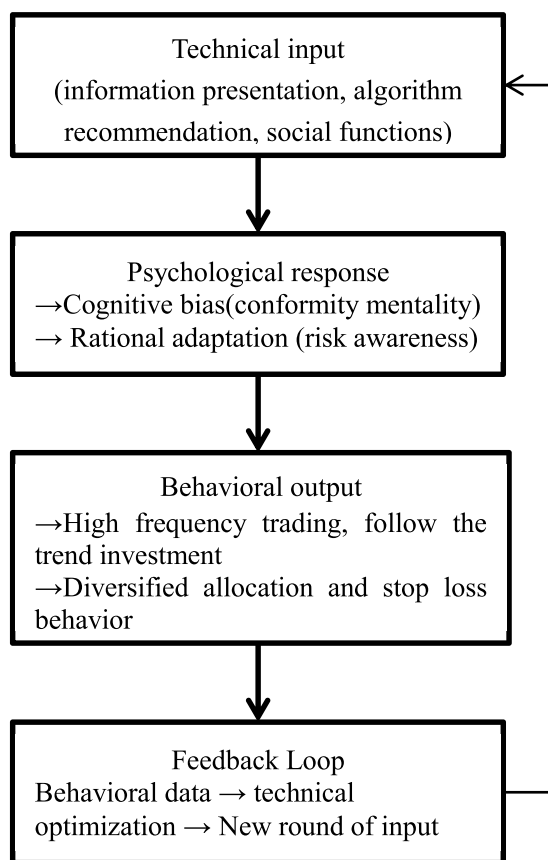 Technical input
(information presentation, algorithm
recommendation, social functions)
Psychological response
→Cognitive bias(conformity mentality)
→ Rational adaptation (risk awareness)
Behavioral output
→High frequency trading, follow the
trend investment
→Diversified allocation and stop loss
behavior
Feedback Loop
Behavioral data → technical
optimization → New round of input